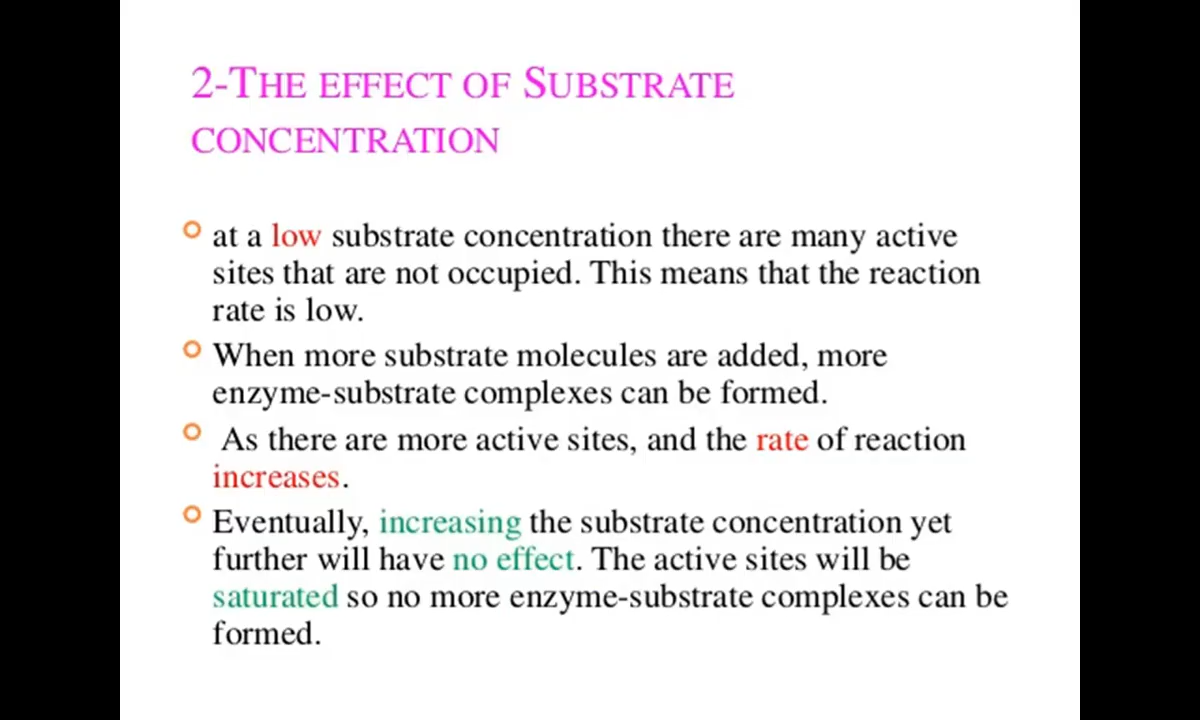 2-THE EFFECT OF SUBSTRATE
CONCENTRATION
at a low substrate concentration there are many active
sites that are not occupied. This means that the reaction
rate is low.
When more substrate molecules are added, more
enzyme-substrate complexes can be formed.
As there are more active sites, and the rate of reaction
increases.
Eventually, increasing the substrate concentration yet
further will have no effect. The active sites will be
saturated so no more enzyme-substrate complexes can be
formed.